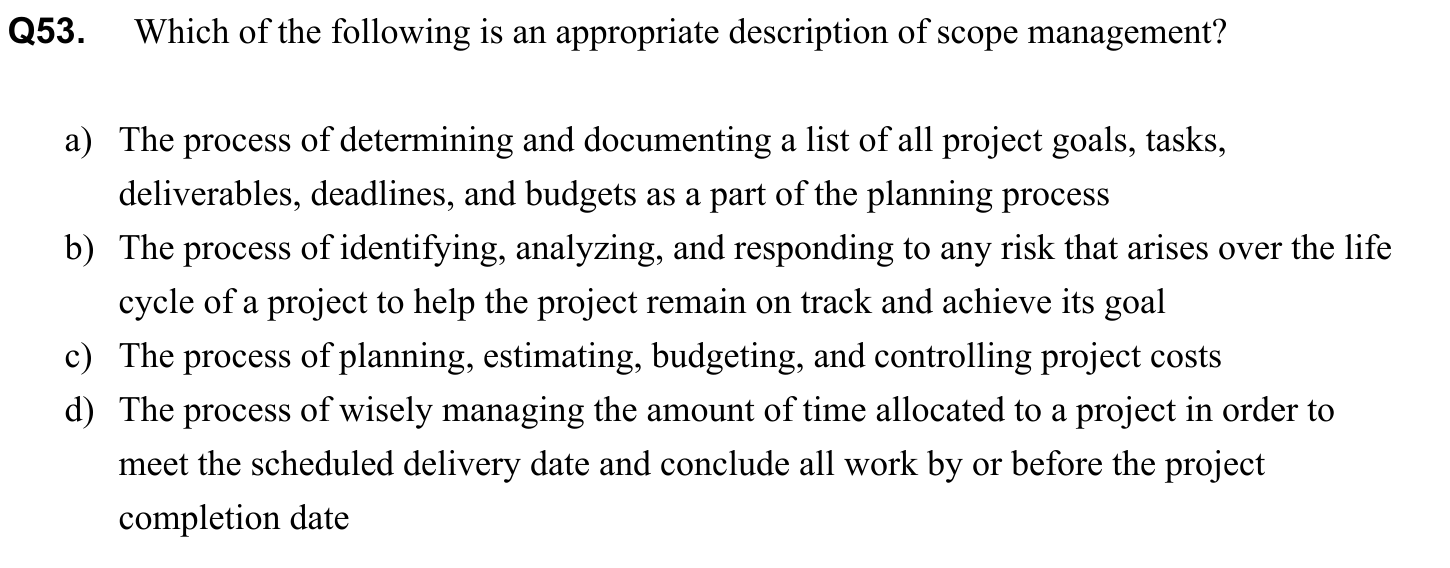 Q53. Which of the following is an appropriate description of scope management?
a) The process of determining and documenting a list of all project goals, tasks,
deliverables, deadlines, and budgets as a part of the planning process
b) The process of identifying, analyzing, and responding to any risk that arises over the life
cycle of a project to help the project remain on track and achieve its goal
c) The process of planning, estimating, budgeting, and controlling project costs
d) The process of wisely managing the amount of time allocated to a project in order to
meet the scheduled delivery date and conclude all work by or before the project
completion date